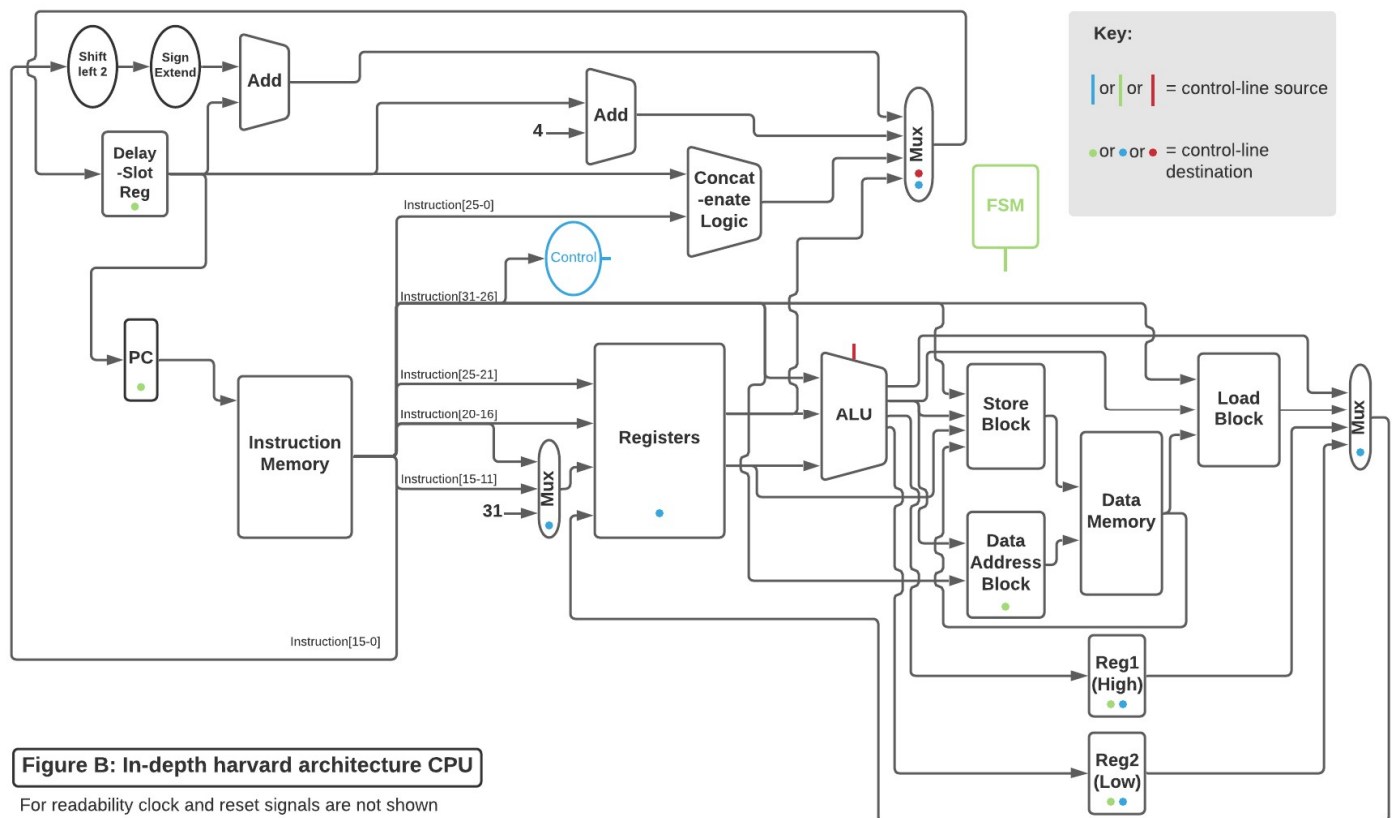 Key:
or or = control-line source
or or = control-line
destination
Shift
left 2
Sign
Extend
Add
Add
4
Mux
Delay
-Slot
Reg
Concat
-enate
Logic
FSM
Instruction[25-0]
Control
Instruction[31-26]
PC
Instruction
Memory
Instruction[25-21]
Instruction[20-16]
Instruction[15-11]
31
Mux
Registers
ALU
Store
Block
Load
Block
Mux
Data
Memory
Data
Address
Block
Instruction[15-0]
Reg1
(High)
Reg2
(Low)
Figure B: In-depth harvard architecture CPU
For readability clock and reset signals are not shown